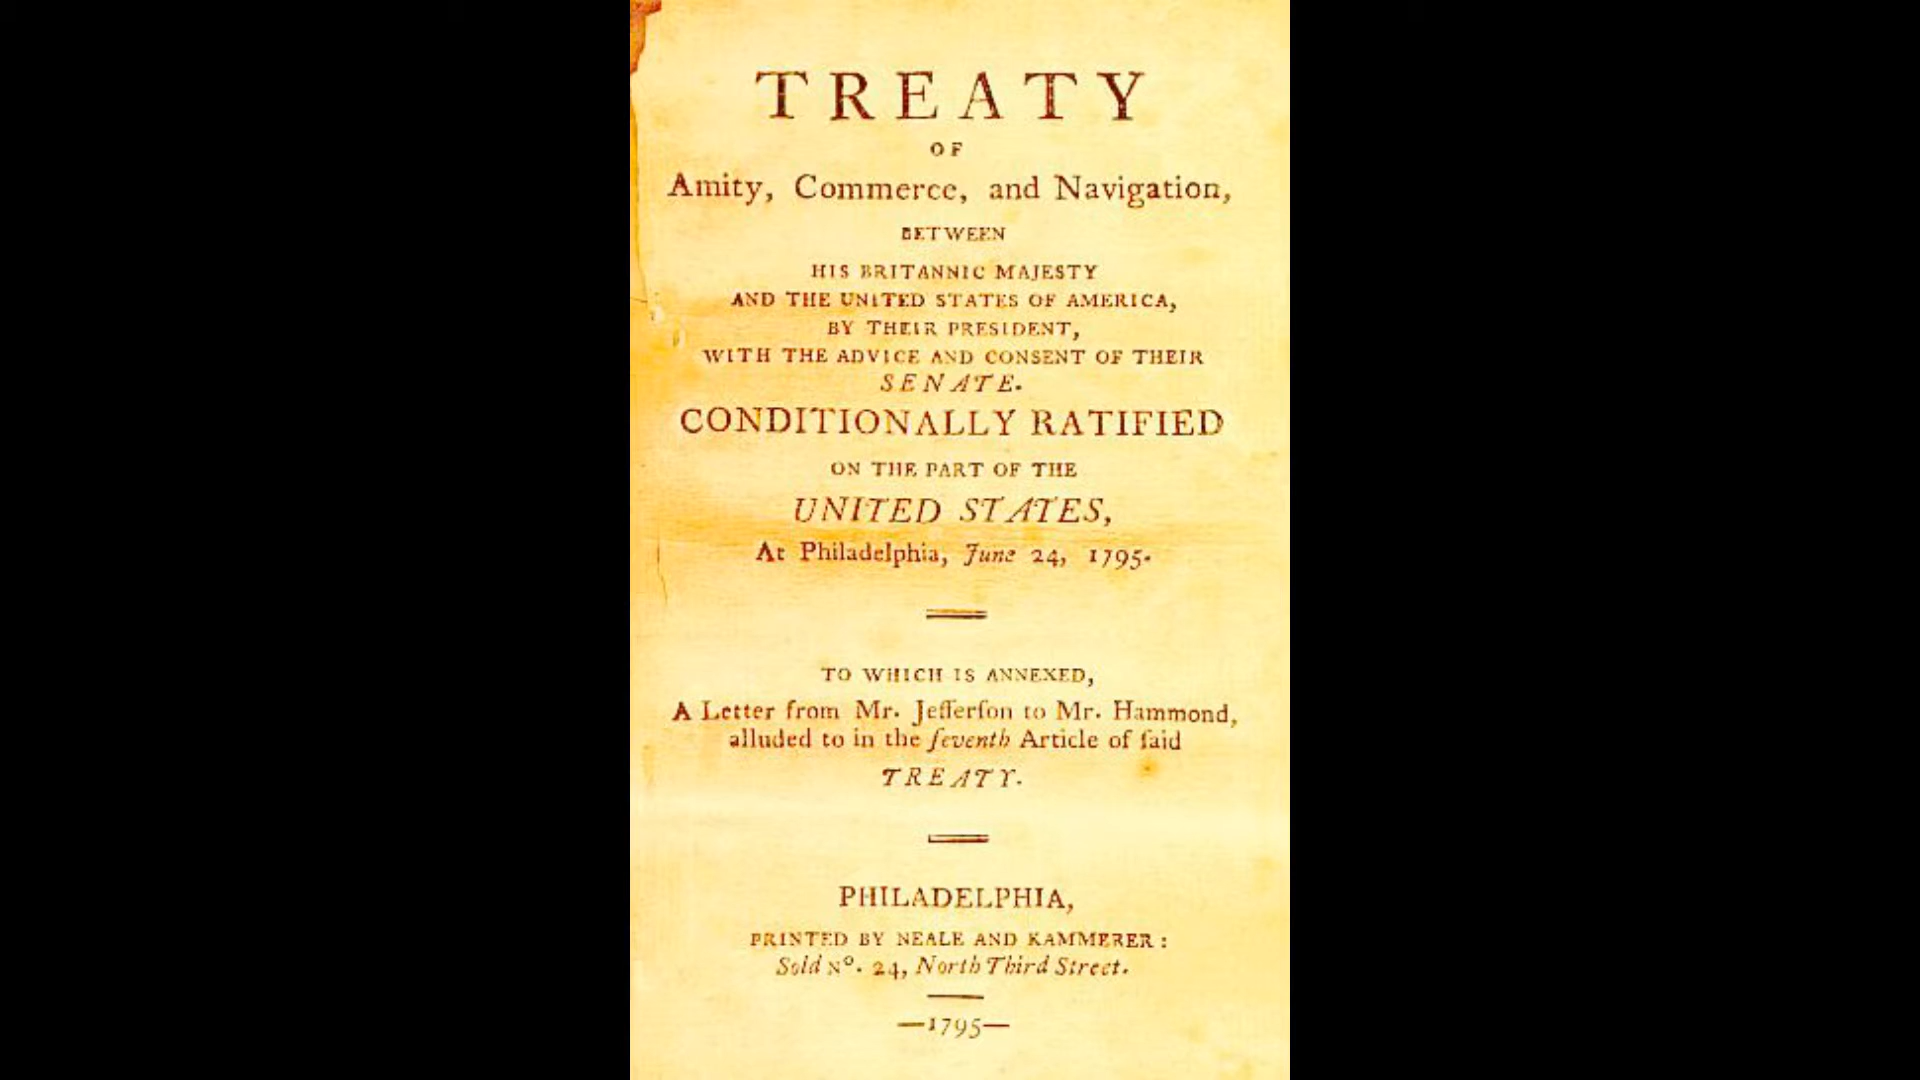 TREATY
OF
Amity, Commerce, and Navigation,
BETWEEN
HIS BRITANNIC MAJESTY
AND THE UNITED STATES OF AMERICA,
BY THEIR PRESIDENT,
WITH THE ADVICE AND CONSENT OF THEIR
SENATE.
CONDITIONALLY RATIFIED
ON THE PART OF THE
UNITED STATES,
At Philadelphia, June 24, 1795.
TO WHICH IS ANNEXED,
A Letter from Mr. Jefferſon to Mr. Hammond,
alluded to in the ſeventh Article of ſaid
TREATY.
PHILADELPHIA,
PRINTED BY NEALE AND KAMMERER:
Sold No. 24, North Third Street.
—1795—